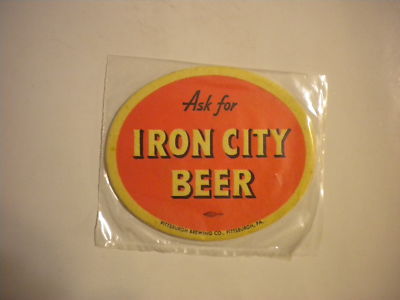 Ask for
IRON CITY
BEER
PITTSBURGH BREWING CO., PITTSBURGH, PA.